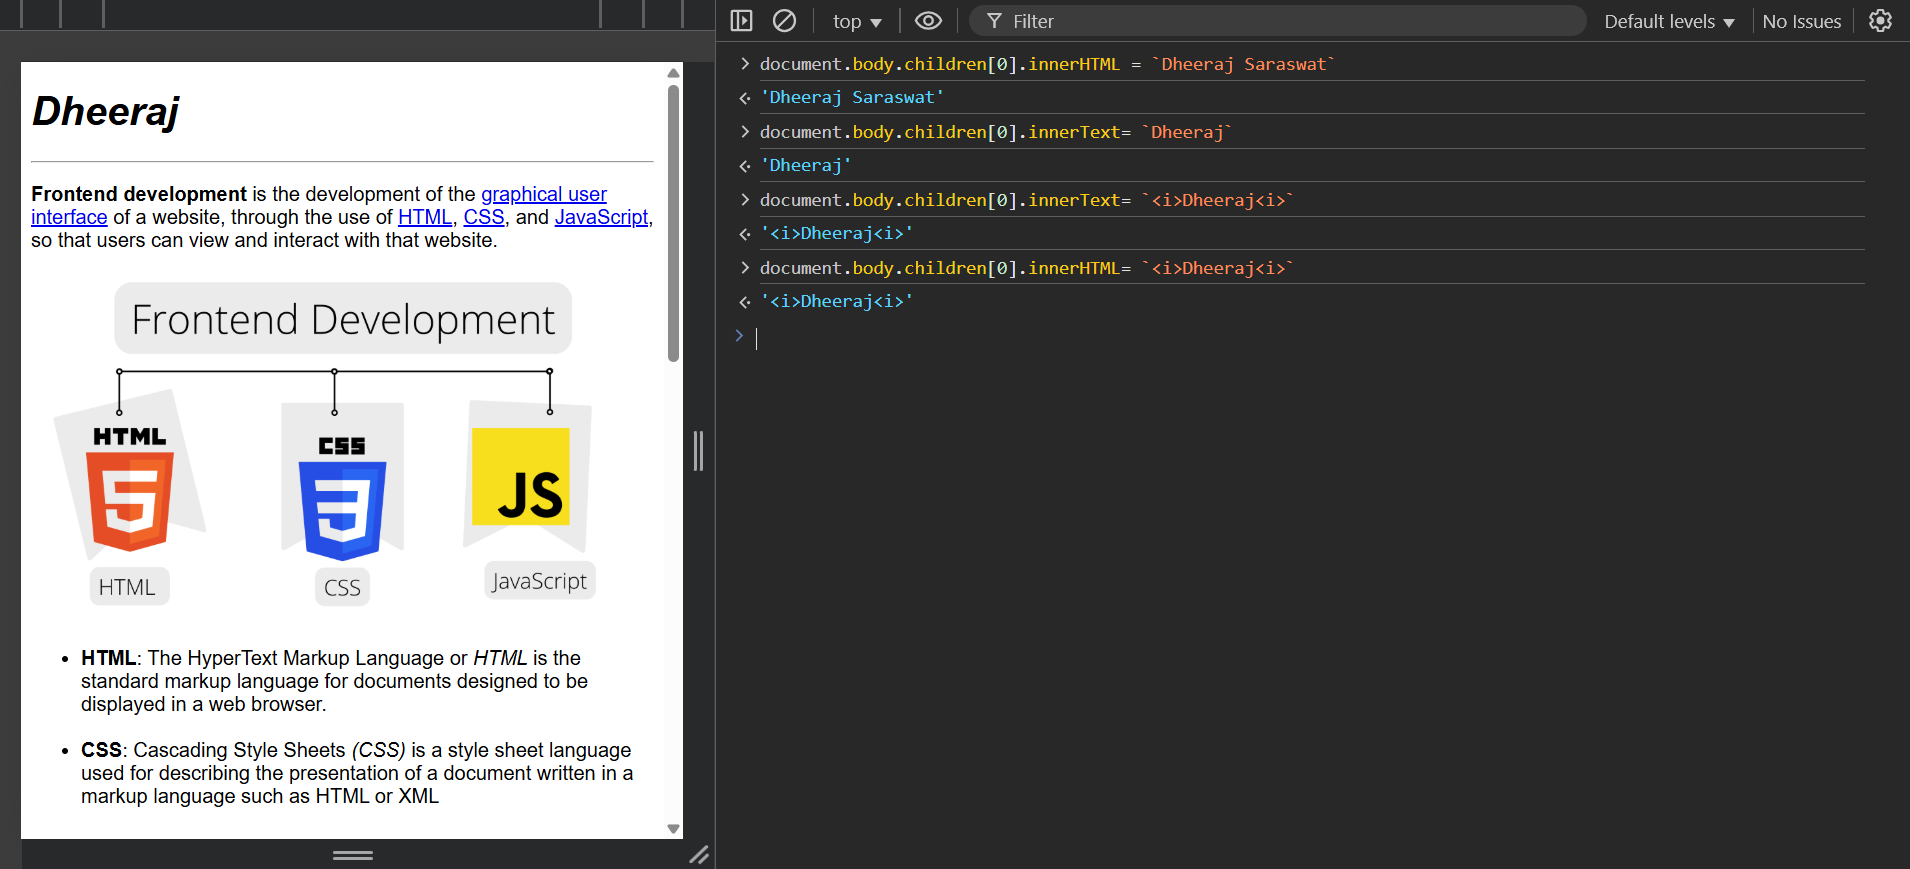 Dheeraj
Frontend development is the development of the graphical user
interface of a website, through the use of HTML, CSS, and JavaScript,
so that users can view and interact with that website.
Frontend Development
HTML
CSS
JS
HTML
CSS
JavaScript
• HTML: The HyperText Markup Language or HTML is the
standard markup language for documents designed to be
displayed in a web browser.
• CSS: Cascading Style Sheets (CSS) is a style sheet language
used for describing the presentation of a document written in a
markup language such as HTML or XML
top
Filter
Default levels
No Issues
> document.body.children[0].innerHTML = `Dheeraj Saraswat`
'Dheeraj Saraswat'
> document.body.children[0].innerText= `Dheeraj`
'Dheeraj'
> document.body.children[0].innerText= `<i>Dheeraj<i>`
'<i>Dheeraj<i>'
> document.body.children[0].innerHTML= `<i>Dheeraj<i>`
'<i>Dheeraj<i>'
>